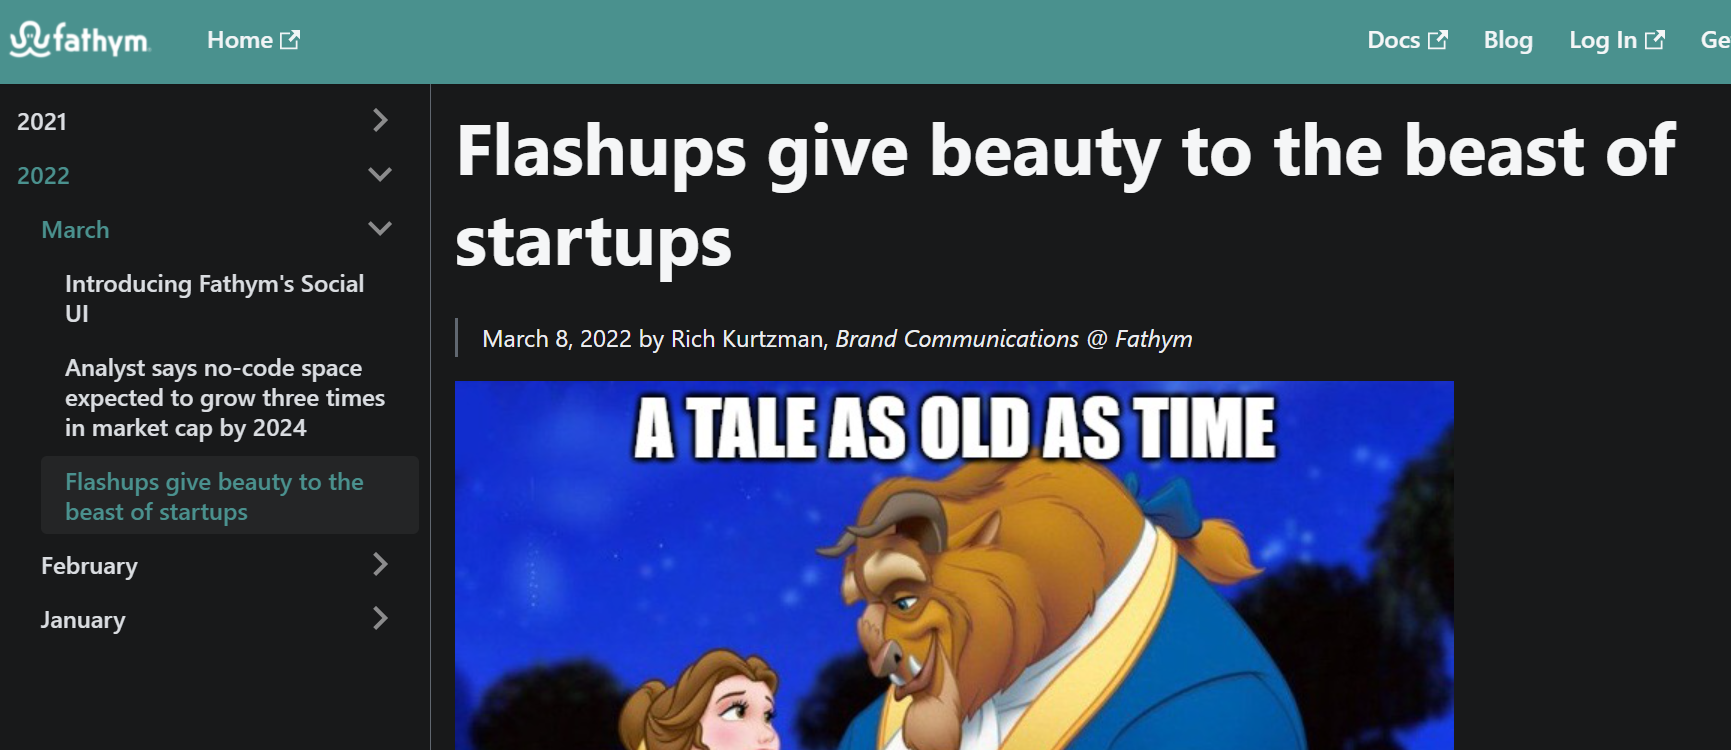 fathym
Home
Docs
Blog
Log In
Ge
2021
2022
March
Introducing Fathym's Social
UI
Analyst says no-code space
expected to grow three times
in market cap by 2024
Flashups give beauty to the
beast of startups
February
January
Flashups give beauty to the beast of
startups
March 8, 2022 by Rich Kurtzman, Brand Communications @ Fathym
A TALE AS OLD AS TIME